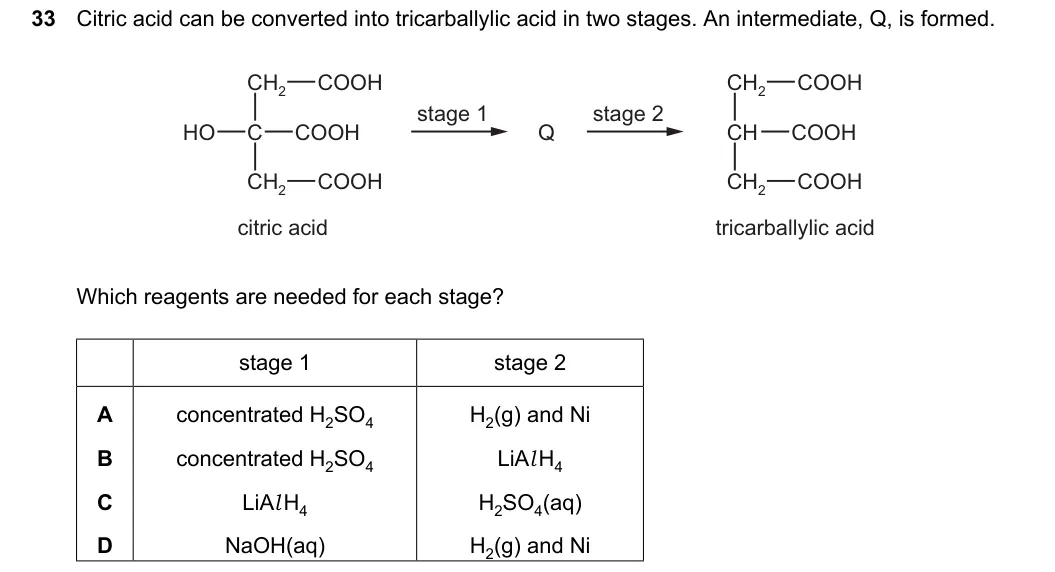 33 Citric acid can be converted into tricarballylic acid in two stages. An intermediate, Q, is formed.
CH₂—COOH CH₂—COOH
stage 1 stage 2
HO—C—COOH Q CH—COOH
CH₂—COOH CH₂—COOH
citric acid tricarballylic acid
Which reagents are needed for each stage?
stage 1 stage 2
A concentrated H₂SO₄ H₂(g) and Ni
B concentrated H₂SO₄ LiAlH₄
C LiAlH₄ H₂SO₄(aq)
D NaOH(aq) H₂(g) and Ni